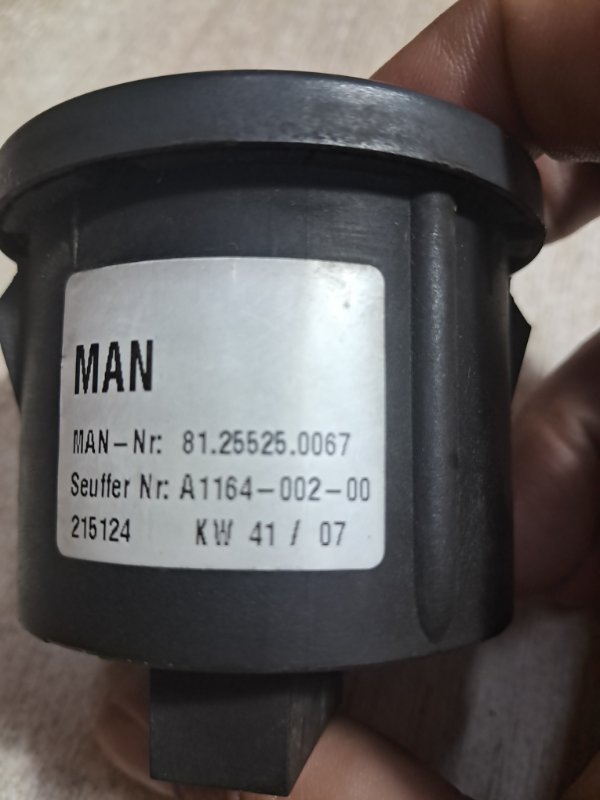 MAN
MAN-Nr: 81.25525.0067
Seuffer Nr: A1164-002-00
215124 KW 41 / 07